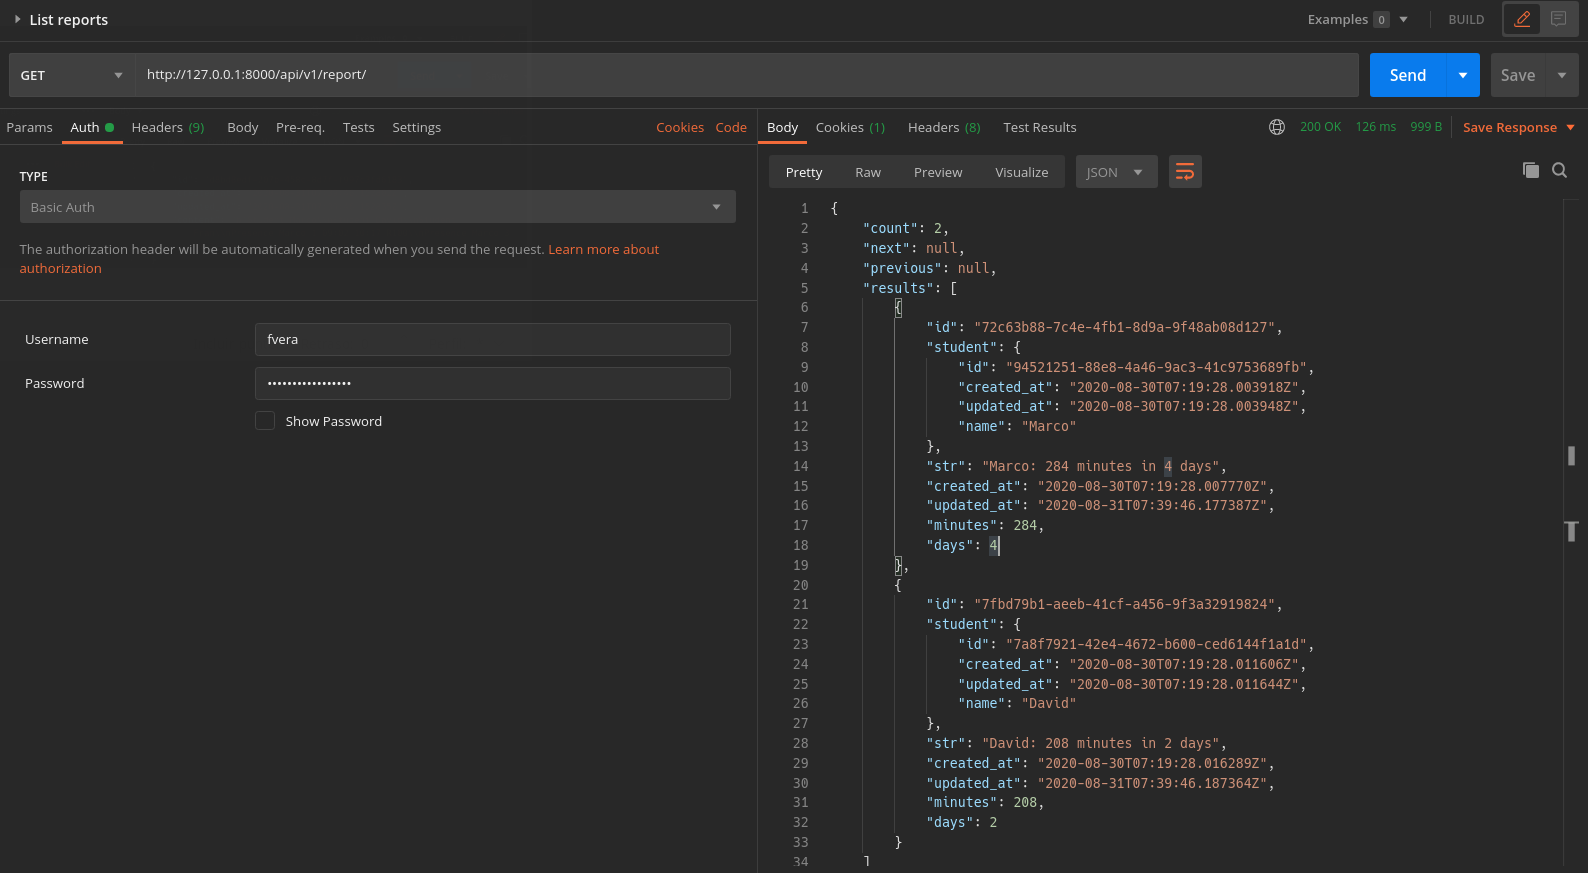 List reports
Examples 0 BUILD
GET http://127.0.0.1:8000/api/v1/report/ Send Save
Params Auth Headers (9) Body Pre-req. Tests Settings Cookies Code
TYPE
Basic Auth
The authorization header will be automatically generated when you send the request. Learn more about
authorization
Username fvera
Password •••••••••••••••••
Show Password
Body Cookies (1) Headers (8) Test Results 200 OK 126 ms 999 B Save Response
Pretty Raw Preview Visualize JSON
1 {
2 "count": 2,
3 "next": null,
4 "previous": null,
5 "results": [
6 {
7 "id": "72c63b88-7c4e-4fb1-8d9a-9f48ab08d127",
8 "student": {
9 "id": "94521251-88e8-4a46-9ac3-41c9753689fb",
10 "created_at": "2020-08-30T07:19:28.003918Z",
11 "updated_at": "2020-08-30T07:19:28.003948Z",
12 "name": "Marco"
13 },
14 "str": "Marco: 284 minutes in 4 days",
15 "created_at": "2020-08-30T07:19:28.007770Z",
16 "updated_at": "2020-08-31T07:39:46.177387Z",
17 "minutes": 284,
18 "days": 4
19 },
20 {
21 "id": "7fbd79b1-aeeb-41cf-a456-9f3a32919824",
22 "student": {
23 "id": "7a8f7921-42e4-4672-b600-ced6144f1a1d",
24 "created_at": "2020-08-30T07:19:28.011606Z",
25 "updated_at": "2020-08-30T07:19:28.011644Z",
26 "name": "David"
27 },
28 "str": "David: 208 minutes in 2 days",
29 "created_at": "2020-08-30T07:19:28.016289Z",
30 "updated_at": "2020-08-31T07:39:46.187364Z",
31 "minutes": 208,
32 "days": 2
33 }
34 ]